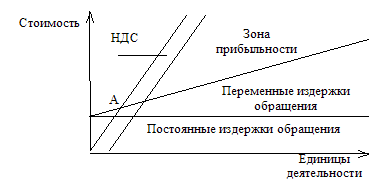 Стоимость
НДС
Зона
прибыльности
А
Переменные издержки
обращения
Постоянные издержки обращения
Единицы
деятельности